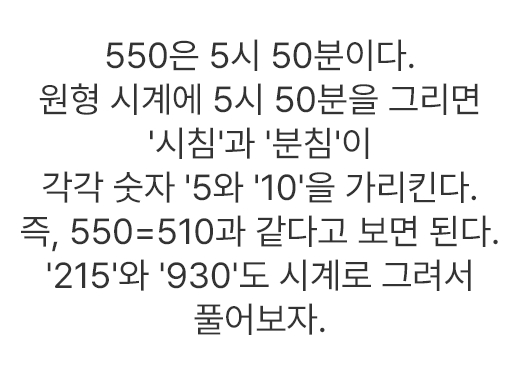 550은 5시 50분이다.
원형 시계에 5시 50분을 그리면
'시침'과 '분침'이
각각 숫자 '5와 '10'을 가리킨다.
즉, 550=510과 같다고 보면 된다.
'215'와 '930'도 시계로 그려서
풀어보자.